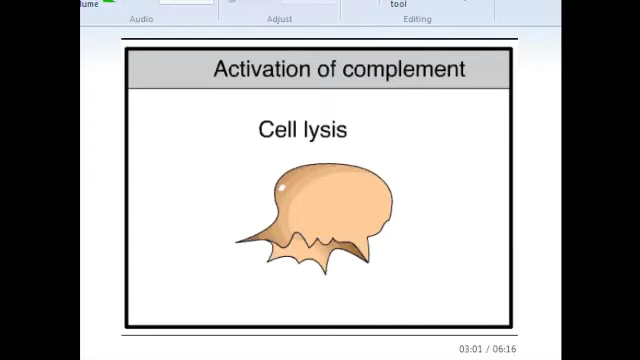 lume
tool
Audio
Adjust
Editing
Activation of complement
Cell lysis
03:01 / 06:16